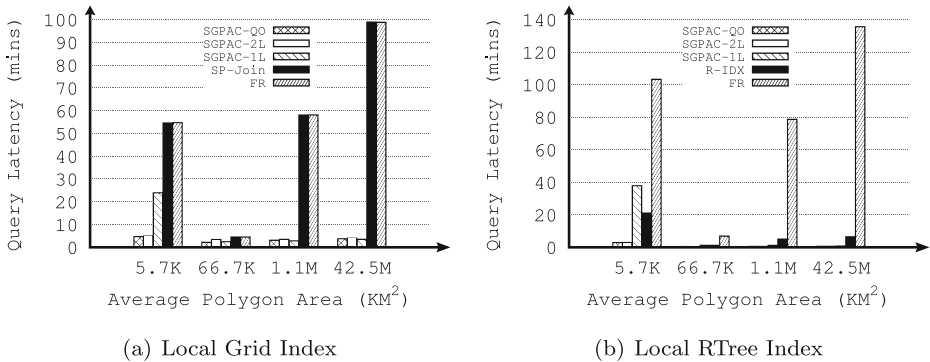 Query Latency (mins)
100
90
80
70
60
50
40
30
20
10
0
SGPAC-QO
SGPAC-2L
SGPAC-1L
SP-Join
FR
5.7K 66.7K 1.1M 42.5M
Average Polygon Area (KM²)
(a) Local Grid Index
Query Latency (mins)
140
120
100
80
60
40
20
0
SGPAC-QO
SGPAC-2L
SGPAC-1L
R-IDX
FR
5.7K 66.7K 1.1M 42.5M
Average Polygon Area (KM²)
(b) Local RTree Index